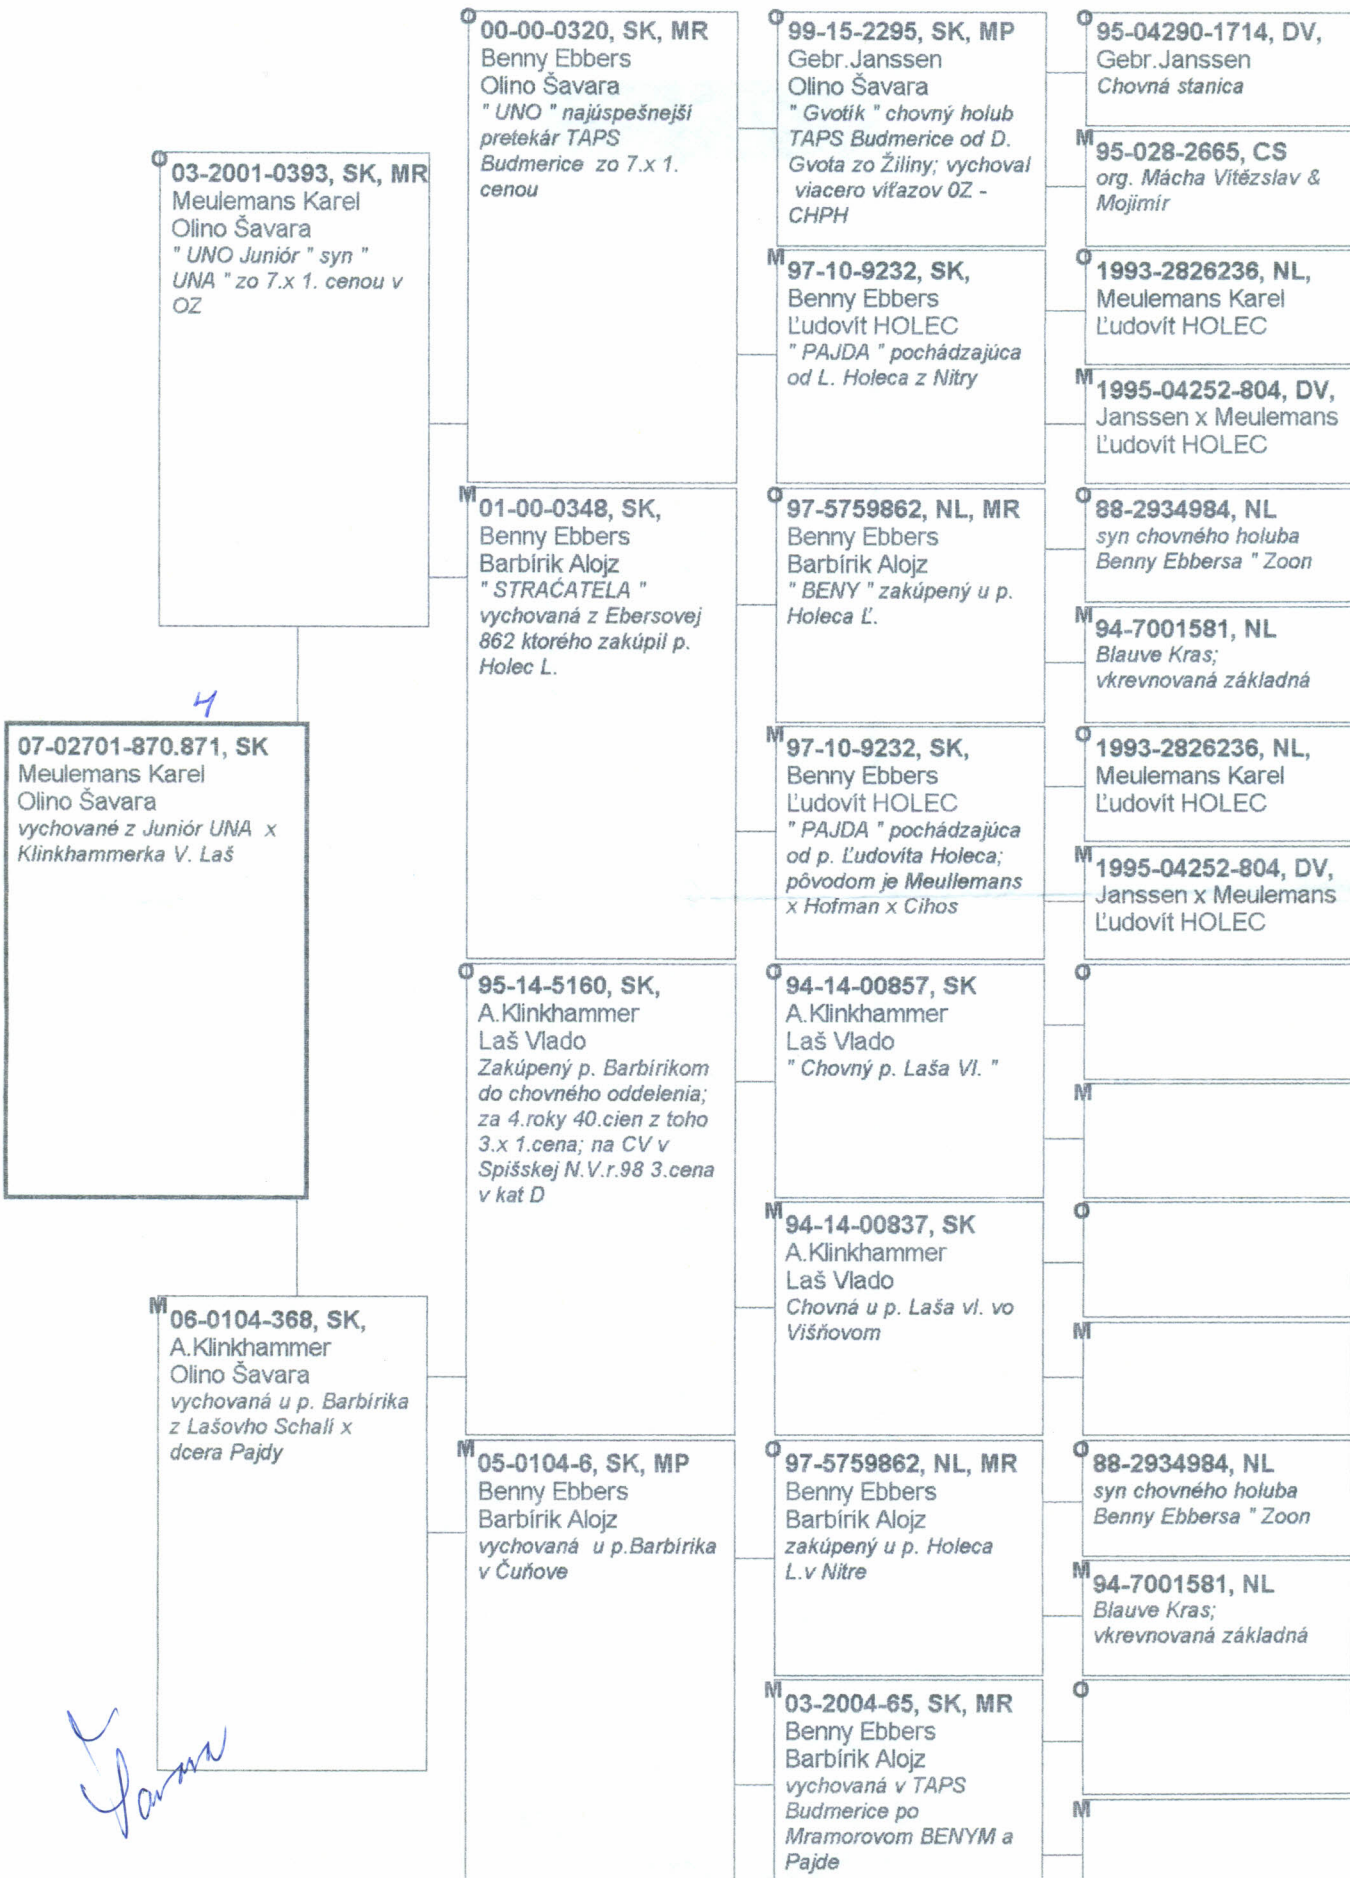 O
00-00-0320, SK, MR
Benny Ebbers
Olino Šavara
" UNO " najúspešnejší
pretekár TAPS
Budmerice zo 7.x 1.
cenou
O
99-15-2295, SK, MP
Gebr.Janssen
Olino Šavara
" Gvotík " chovný holub
TAPS Budmerice od D.
Gvota zo Žiliny; vychoval
viacero víťazov OZ -
CHPH
O
95-04290-1714, DV,
Gebr.Janssen
Chovná stanica
M
95-028-2665, CS
org. Mácha Vítězslav &
Mojimír
O
03-2001-0393, SK, MR
Meulemans Karel
Olino Šavara
" UNO Juniór " syn "
UNA " zo 7.x 1. cenou v
OZ
M
97-10-9232, SK,
Benny Ebbers
Ľudovít HOLEC
" PAJDA " pochádzajúca
od L. Holeca z Nitry
O
1993-2826236, NL,
Meulemans Karel
Ľudovít HOLEC
M
1995-04252-804, DV,
Janssen x Meulemans
Ľudovít HOLEC
M
01-00-0348, SK,
Benny Ebbers
Barbírik Alojz
" STRAĆATELA "
vychovaná z Ebersovej
862 ktorého zakúpil p.
Holec L.
O
97-5759862, NL, MR
Benny Ebbers
Barbírik Alojz
" BENY " zakúpený u p.
Holeca Ľ.
O
88-2934984, NL
syn chovného holuba
Benny Ebbersa " Zoon
M
94-7001581, NL
Blauve Kras;
vkrevnovaná základná
4
07-02701-870.871, SK
Meulemans Karel
Olino Šavara
vychované z Juniór UNA x
Klinkhammerka V. Laš
M
97-10-9232, SK,
Benny Ebbers
Ľudovít HOLEC
" PAJDA " pochádzajúca
od p. Ľudovíta Holeca;
pôvodom je Meullemans
x Hofman x Cihos
O
1993-2826236, NL,
Meulemans Karel
Ľudovít HOLEC
M
1995-04252-804, DV,
Janssen x Meulemans
Ľudovít HOLEC
O
95-14-5160, SK,
A.Klinkhammer
Laš Vlado
Zakúpený p. Barbírikom
do chovného oddelenia;
za 4.roky 40.cien z toho
3.x 1.cena; na CV v
Spišskej N.V.r.98 3.cena
v kat D
O
94-14-00857, SK
A.Klinkhammer
Laš Vlado
" Chovný p. Laša Vl. "
O
M
M
94-14-00837, SK
A.Klinkhammer
Laš Vlado
Chovná u p. Laša vl. vo
Višňovom
O
M
M
06-0104-368, SK,
A.Klinkhammer
Olino Šavara
vychovaná u p. Barbírika
z Lašovho Schalí x
dcera Pajdy
M
05-0104-6, SK, MP
Benny Ebbers
Barbírik Alojz
vychovaná u p.Barbírika
v Čuňove
O
97-5759862, NL, MR
Benny Ebbers
Barbírik Alojz
zakúpený u p. Holeca
L.v Nitre
O
88-2934984, NL
syn chovného holuba
Benny Ebbersa " Zoon
M
94-7001581, NL
Blauve Kras;
vkrevnovaná základná
M
03-2004-65, SK, MR
Benny Ebbers
Barbírik Alojz
vychovaná v TAPS
Budmerice po
Mramorovom BENYM a
Pajde
O
M
Šavara